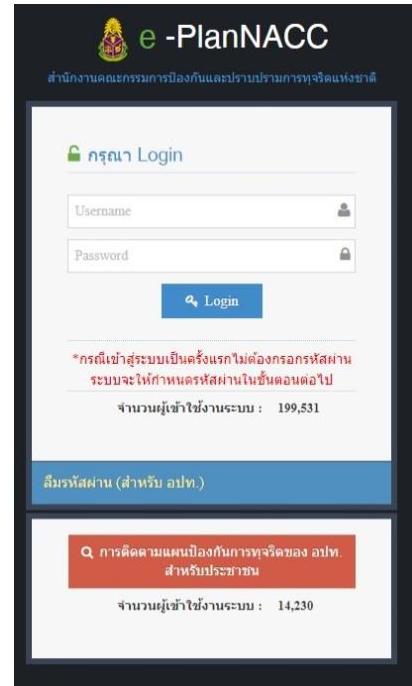 e -PlanNACC
สำนักงานคณะกรรมการป้องกันและปราบปรามการทุจริตแห่งชาติ
กรุณา Login
Username
Password
Login
*กรณีเข้าสู่ระบบเป็นครั้งแรกไม่ต้องกรอกรหัสผ่าน
ระบบจะให้กำหนดรหัสผ่านในขั้นตอนต่อไป
จำนวนผู้เข้าใช้งานระบบ : 199,531
ลืมรหัสผ่าน (สำหรับ อปท.)
การติดตามแผนป้องกันการทุจริตของ อปท.
สำหรับประชาชน
จำนวนผู้เข้าใช้งานระบบ : 14,230